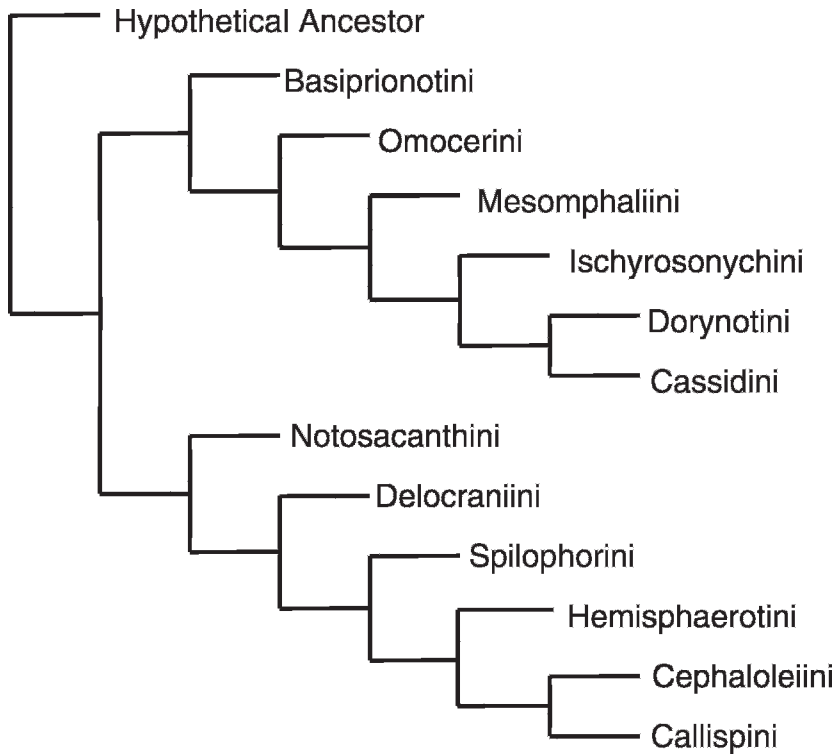 Hypothetical Ancestor
Basiprionotini
Omocerini
Mesomphaliini
Ischyrosonychini
Dorynotini
Cassidini
Notosacanthini
Delocraniini
Spilophorini
Hemisphaerotini
Cephaloleiini
Callispini